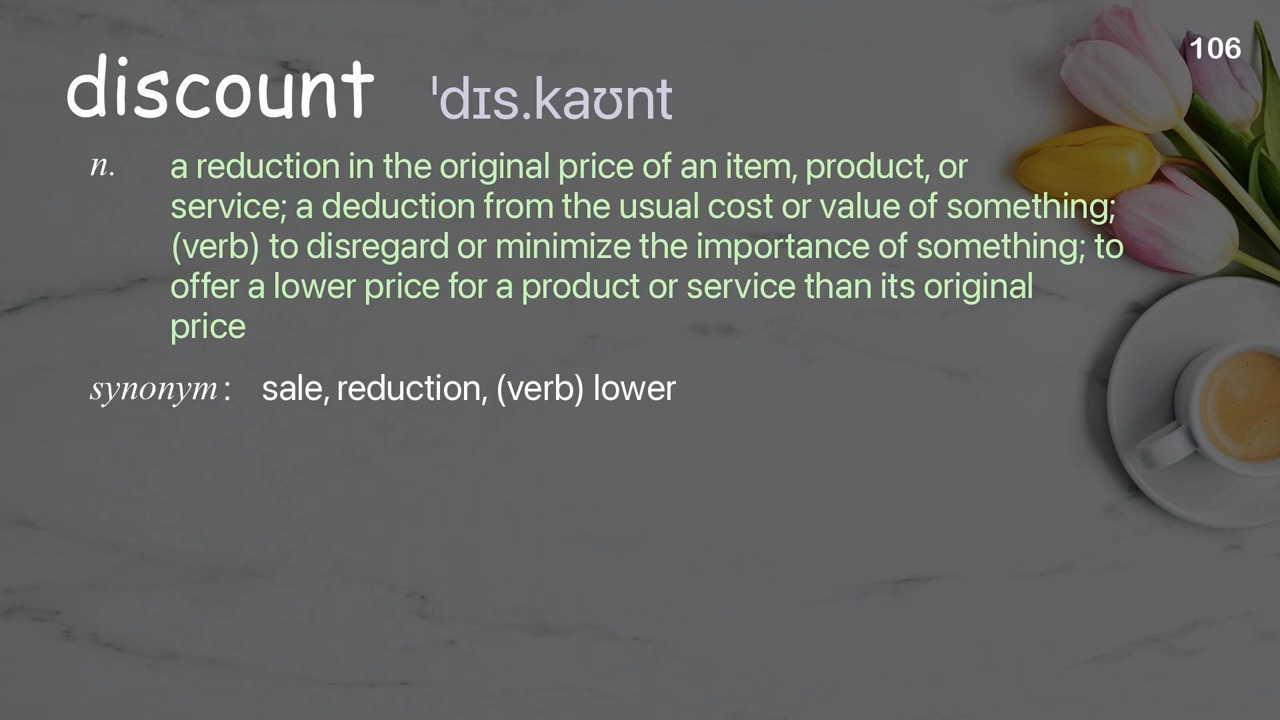 106
discount ˈdɪs.kaʊnt
n. a reduction in the original price of an item, product, or
service; a deduction from the usual cost or value of something;
(verb) to disregard or minimize the importance of something; to
offer a lower price for a product or service than its original
price
synonym: sale, reduction, (verb) lower